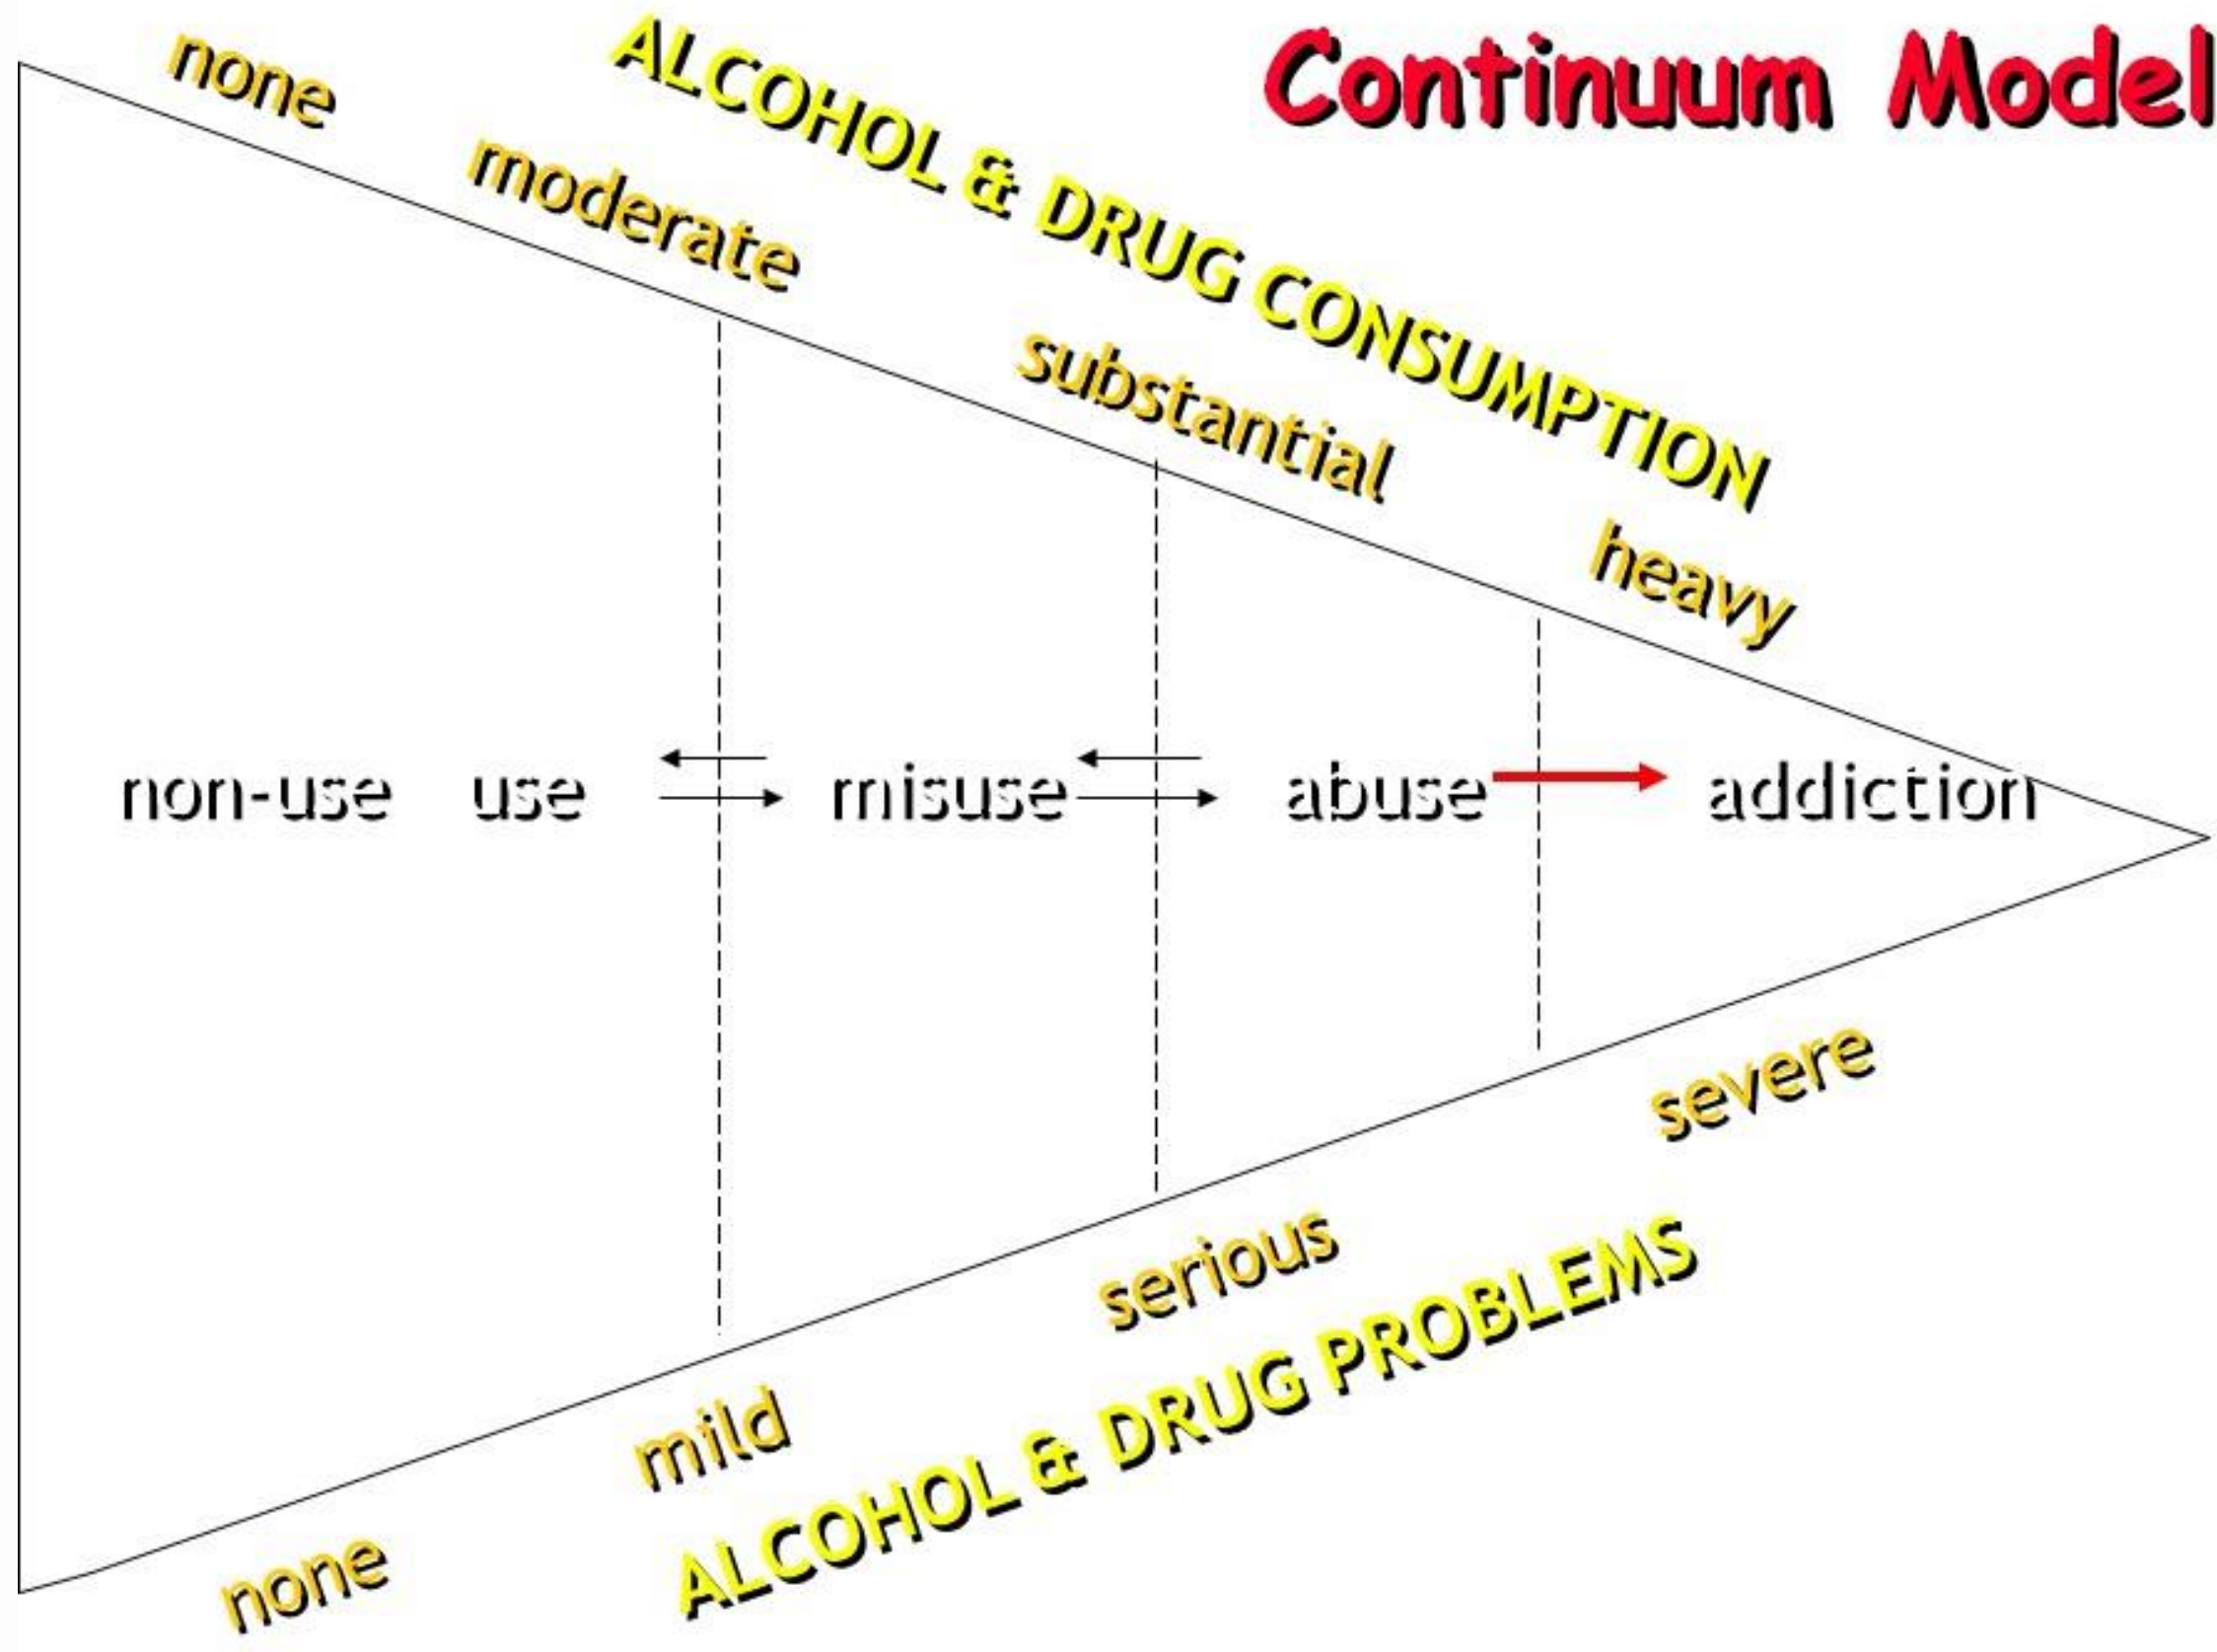 Continuum Model
ALCOHOL & DRUG CONSUMPTION
none
moderate
substantial
heavy
non-use use misuse abuse addiction
none
mild
serious
severe
ALCOHOL & DRUG PROBLEMS